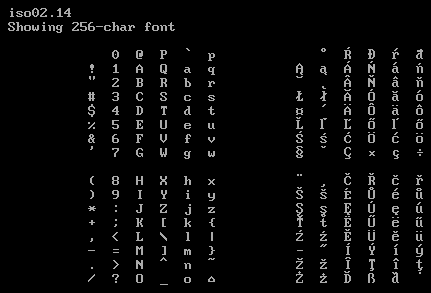 iso02.14
Showing 256-char font
0 @ P ` p ° Ŕ Đ ŕ đ
! 1 A Q a q Ą ą Á Ń á ń
" 2 B R b r ˘ ˛ Â Ň â ň
# 3 C S c s Ł ł Ă Ó ă ó
$ 4 D T d t ¤ ´ Ä Ô ä ô
% 5 E U e u Ľ ľ Ĺ Ő ĺ ő
& 6 F V f v Ś ś Ć Ö ć ö
' 7 G W g w § ˇ Ç × ç ÷
( 8 H X h x ¨ ¸ Č Ř č ř
) 9 I Y i y Š š É Ů é ů
* : J Z j z Ş ş Ę Ú ę ú
+ ; K [ k { Ť ť Ë Ű ë ű
, < L \ l | Ź ź Ě Ü ě ü
- = M ] m } - ˝ Í Ý í ý
. > N ^ n ~ Ž ž Î Ţ î ţ
/ ? O _ o ⌂ Ż ż Ď ß ď ˙